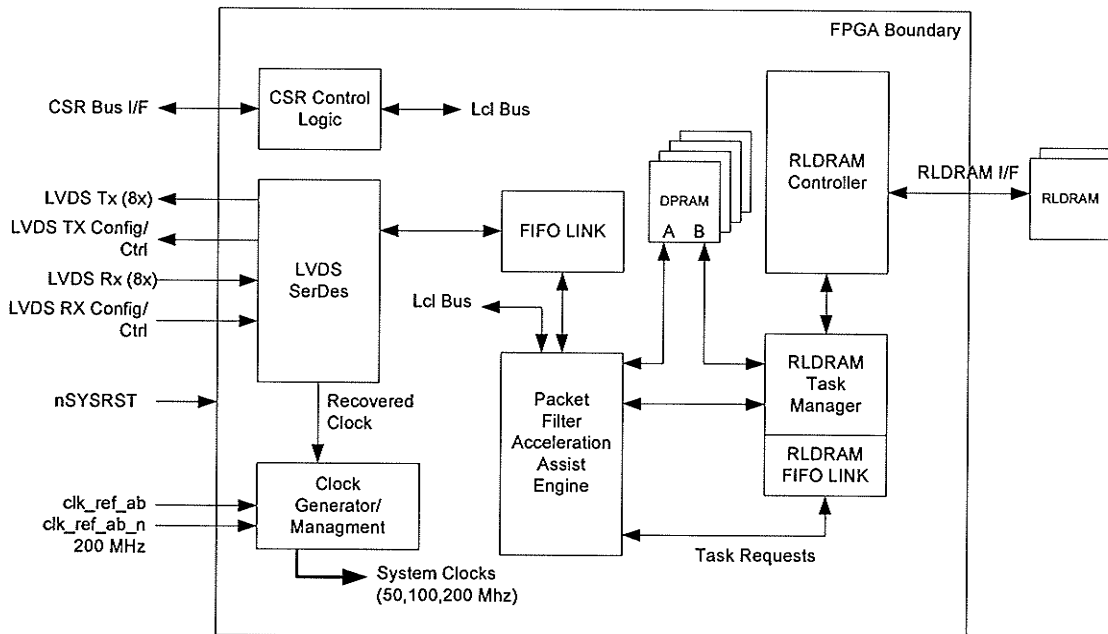 FPGA Boundary
CSR Bus I/F
CSR Control
Logic
Lcl Bus
LVDS Tx (8x)
LVDS TX Config/
Ctrl
LVDS Rx (8x)
LVDS RX Config/
Ctrl
LVDS
SerDes
FIFO LINK
DPRAM
A B
RLDRAM
Controller
RLDRAM I/F
RLDRAM
Lcl Bus
nSYSRST
Recovered
Clock
Packet
Filter
Acceleration
Assist
Engine
RLDRAM
Task
Manager
RLDRAM
FIFO LINK
clk_ref_ab
clk_ref_ab_n
200 MHz
Clock
Generator/
Managment
Task Requests
System Clocks
(50,100,200 Mhz)